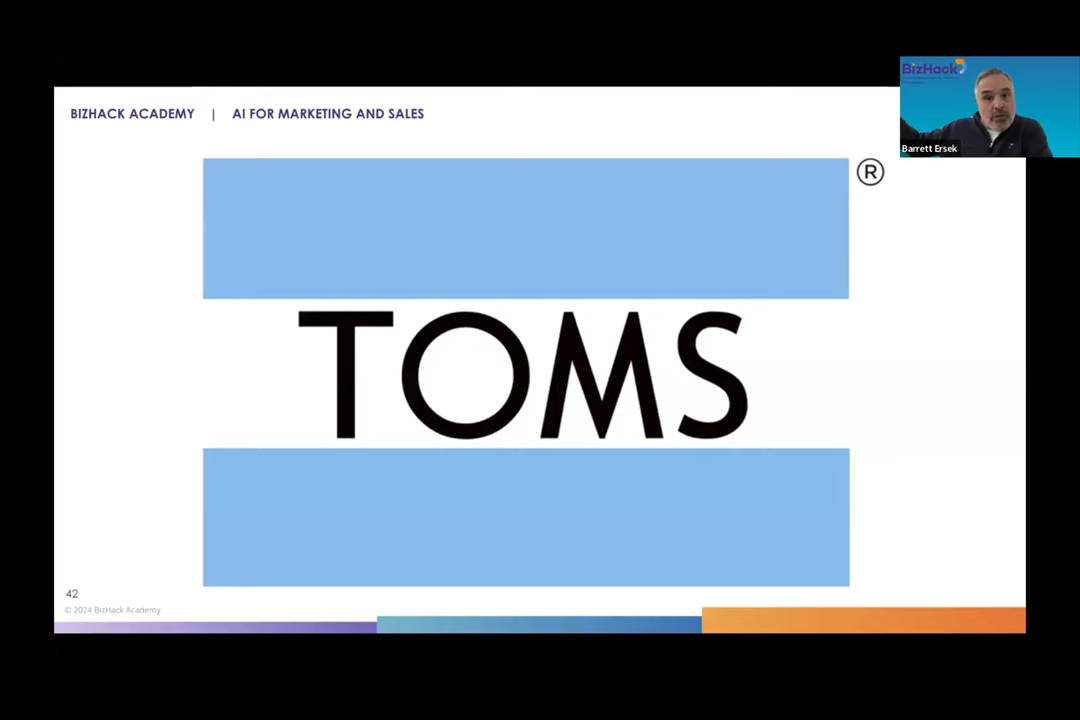 BIZHACK ACADEMY | AI FOR MARKETING AND SALES
BizHack
Barrett Ersek
®
TOMS
42
© 2024 BizHack Academy